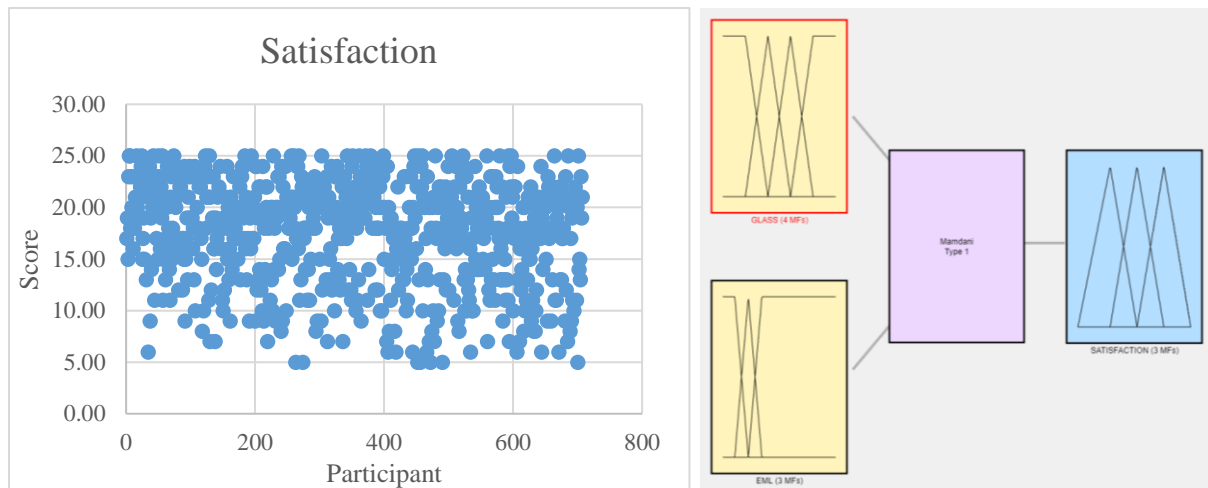 Satisfaction
30.00
25.00
20.00
15.00
10.00
5.00
0.00
0
200
400
600
800
Score
Participant
GLASS (4 MFs)
EML (3 MFs)
Mamdani
Type 1
SATISFACTION (3 MFs)